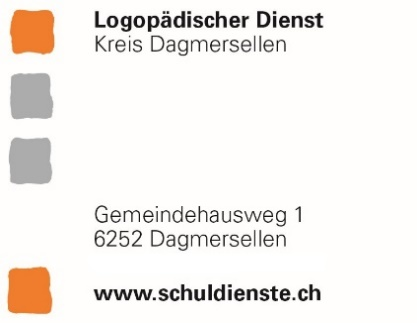 Logopädischer Dienst
Kreis Dagmersellen
Gemeindehausweg 1
6252 Dagmersellen
www.schuldienste.ch